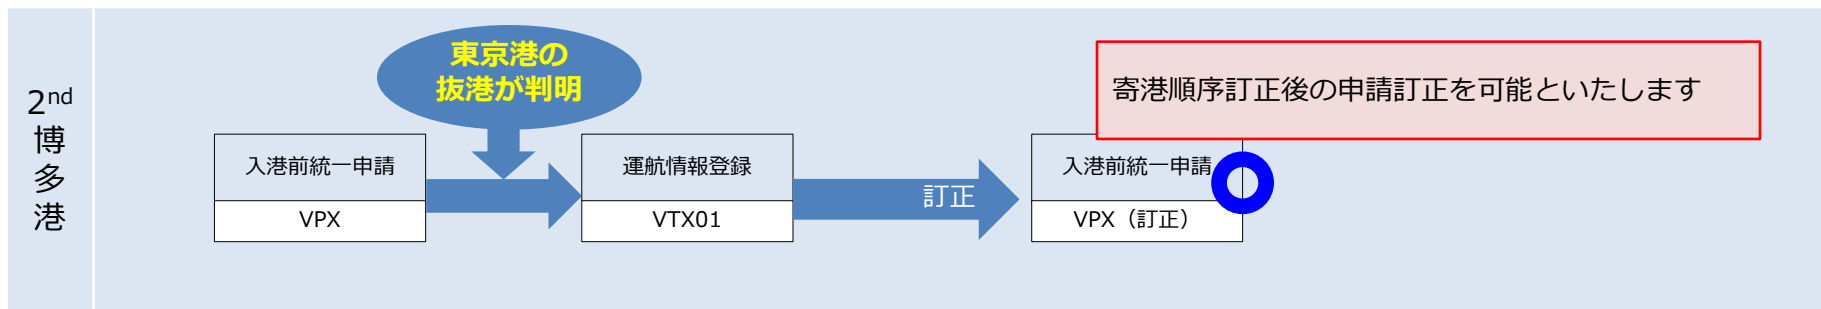 2nd
博
多
港
東京港の
抜港が判明
入港前統一申請
VPX
運航情報登録
VTX01
訂正
寄港順序訂正後の申請訂正を可能といたします
入港前統一申請
VPX（訂正）